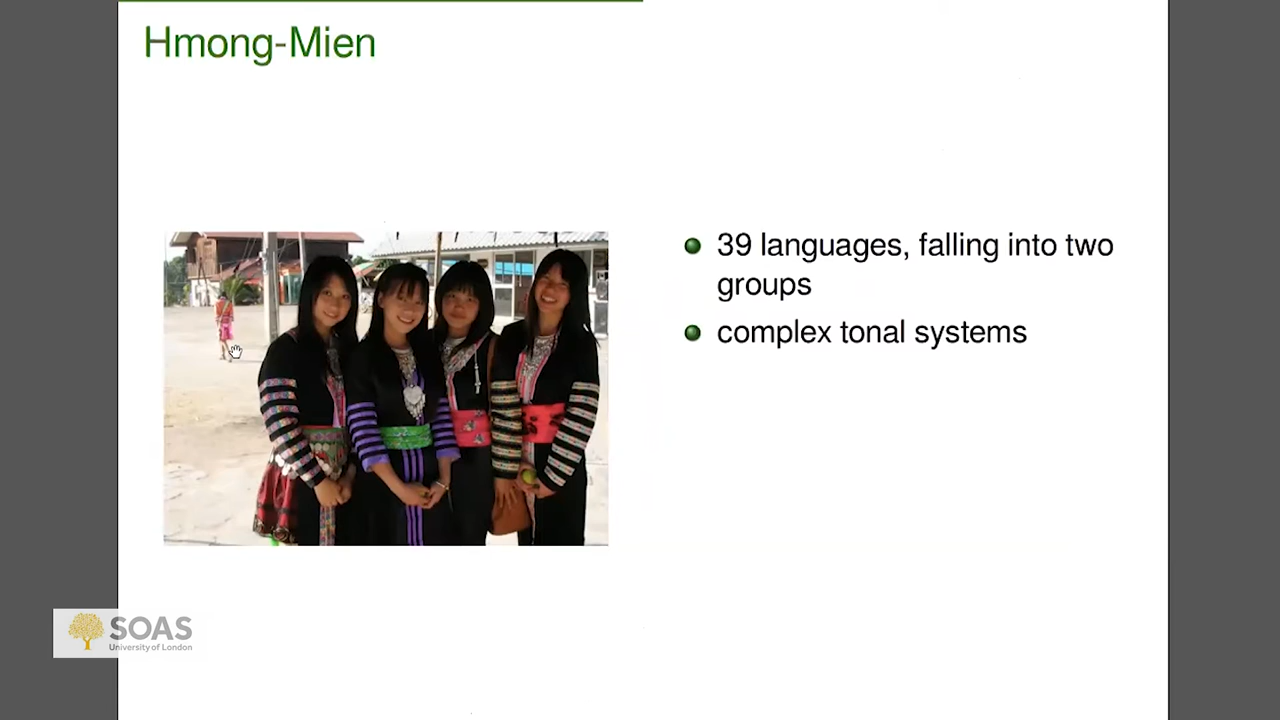 Hmong-Mien
39 languages, falling into two
groups
complex tonal systems
SOAS
University of London